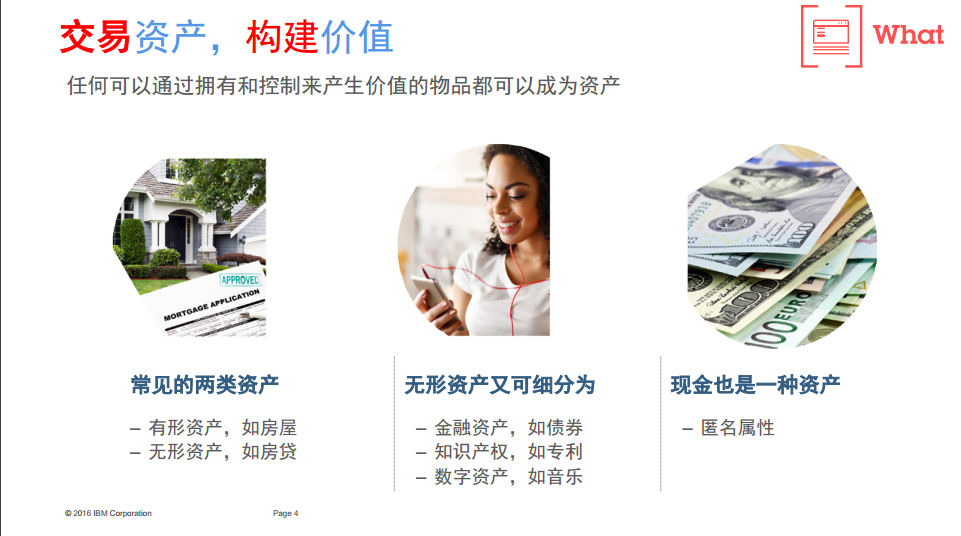 交易资产，构建价值
What
任何可以通过拥有和控制来产生价值的物品都可以成为资产
APPROVED
MORTGAGE APPLICATION
100
100
100 EURO
常见的两类资产
– 有形资产，如房屋
– 无形资产，如房贷
无形资产又可细分为
– 金融资产，如债券
– 知识产权，如专利
– 数字资产，如音乐
现金也是一种资产
– 匿名属性
© 2016 IBM Corporation
Page 4